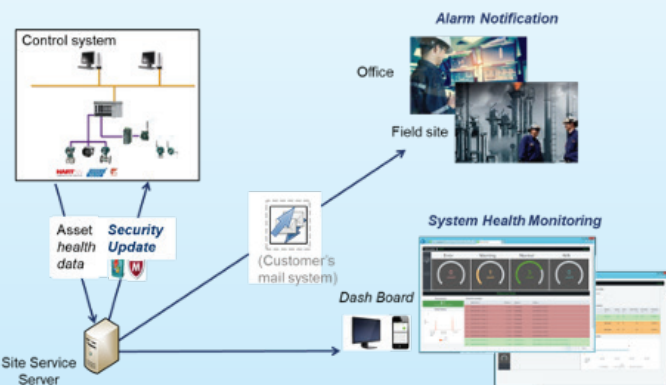 Alarm Notification
Control system
Office
Field site
HART
Asset
health
data
Security
Update
(Customer's
mail system)
System Health Monitoring
Dash Board
Site Service
Server